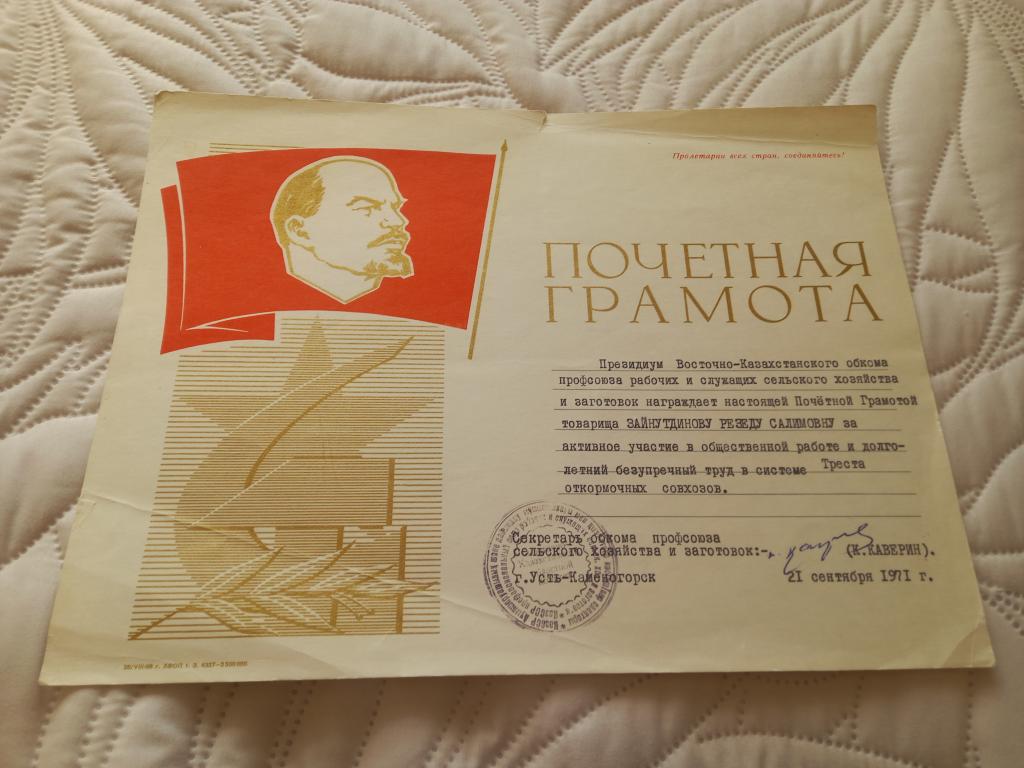 Пролетарии всех стран, соединяйтесь!
ПОЧЕТНАЯ
ГРАМОТА
Президиум Восточно-Казахстанского обкома
профсоюза рабочих и служащих сельского хозяйства
и заготовок награждает настоящей Почётной Грамотой
товарища ЗАЙНУТДИНОВУ РЕЗЕДУ САЛИМОВНУ за
активное участие в общественной работе и долго-
летний безупречный труд в системе Треста
откормочных совхозов.
Секретарь обкома профсоюза
сельского хозяйства и заготовок:-
(К.КАВЕРИН).
г.Усть-Каменогорск
21 сентября 1971 г.